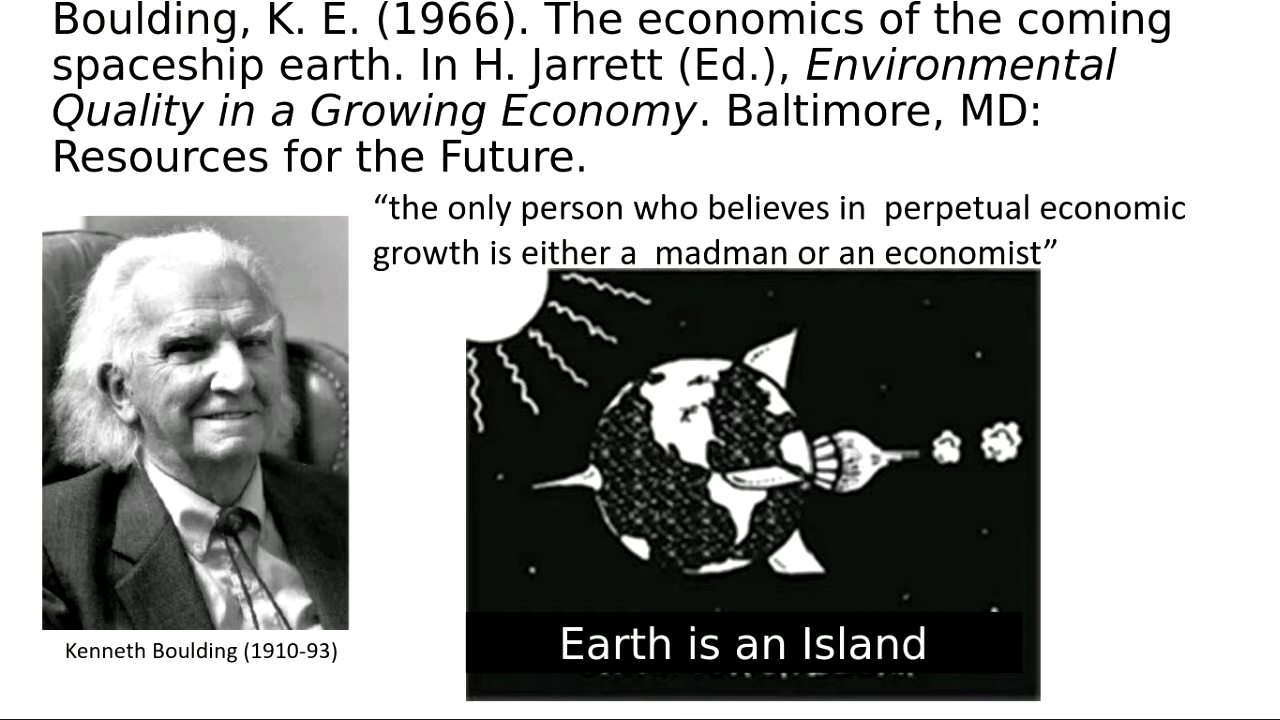 Boulding, K. E. (1966). The economics of the coming
spaceship earth. In H. Jarrett (Ed.), Environmental
Quality in a Growing Economy. Baltimore, MD:
Resources for the Future.
“the only person who believes in  perpetual economic
growth is either a  madman or an economist”
Earth is an Island
Kenneth Boulding (1910-93)